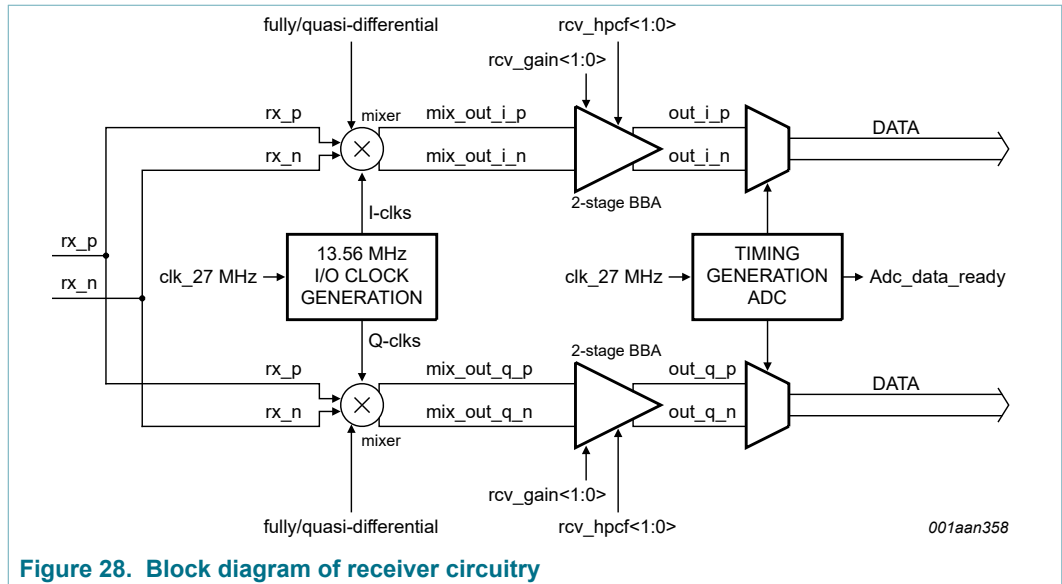 fully/quasi-differential
rcv_hpcf<1:0>
rcv_gain<1:0>
rx_p
mixer
mix_out_i_p
out_i_p
DATA
rx_n
mix_out_i_n
out_i_n
2-stage BBA
I-clks
rx_p
rx_n
clk_27 MHz
13.56 MHz
I/O CLOCK
GENERATION
clk_27 MHz
TIMING
GENERATION
ADC
Adc_data_ready
Q-clks
2-stage BBA
rx_p
mix_out_q_p
out_q_p
DATA
rx_n
mix_out_q_n
out_q_n
mixer
rcv_gain<1:0>
fully/quasi-differential
rcv_hpcf<1:0>
001aan358
Figure 28. Block diagram of receiver circuitry